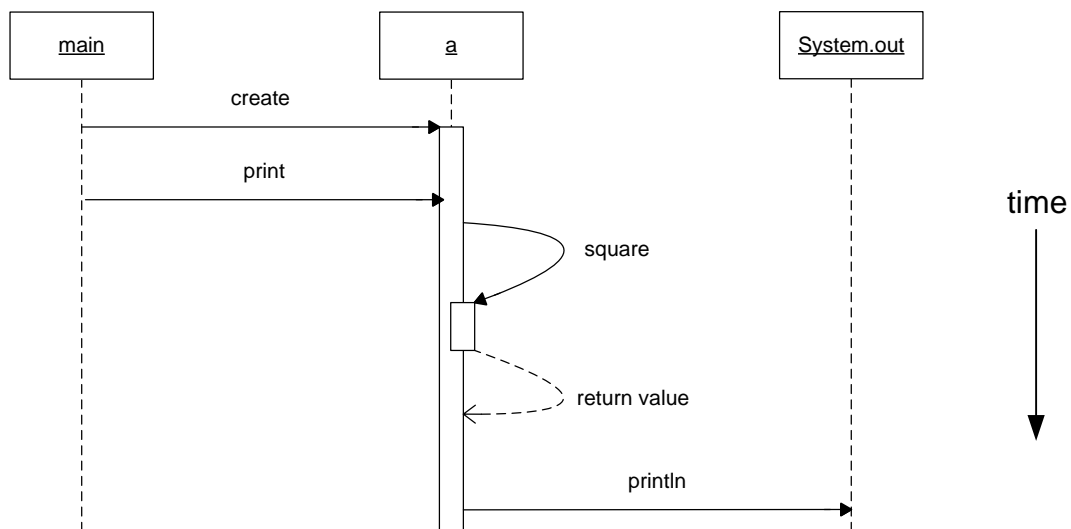 main
a
System.out
create
print
time
square
return value
println